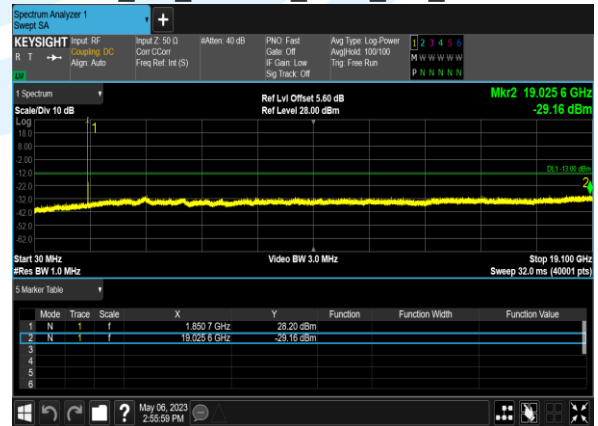 Spectrum Analyzer 1
Swept SA
+
KEYSIGHT
R T
LW
Input: RF
Coupling: DC
Align: Auto
Input Z: 50 Ω
Corr CCorr
Freq Ref: Int (S)
#Atten: 40 dB
PNO: Fast
Gate: Off
IF Gain: Low
Sig Track: Off
Avg Type: Log-Power
Avg|Hold: 100/100
Trig: Free Run
1 2 3 4 5 6
M W W W W W
P N N N N N
1 Spectrum
Scale/Div 10 dB
Ref Lvl Offset 5.60 dB
Ref Level 28.00 dBm
Mkr2 19.025 6 GHz
-29.16 dBm
Log
1
18.0
8.00
-2.00
-12.0
DL1 -13.00 dBm
-22.0
2
-32.0
-42.0
-52.0
-62.0
Start 30 MHz
Video BW 3.0 MHz
Stop 19.100 GHz
#Res BW 1.0 MHz
Sweep 32.0 ms (40001 pts)
5 Marker Table
Mode Trace Scale X Y Function Function Width Function Value
1 N 1 f 1.850 7 GHz 28.20 dBm
2 N 1 f 19.025 6 GHz -29.16 dBm
3
4
5
6
? May 06, 2023
2:55:59 PM